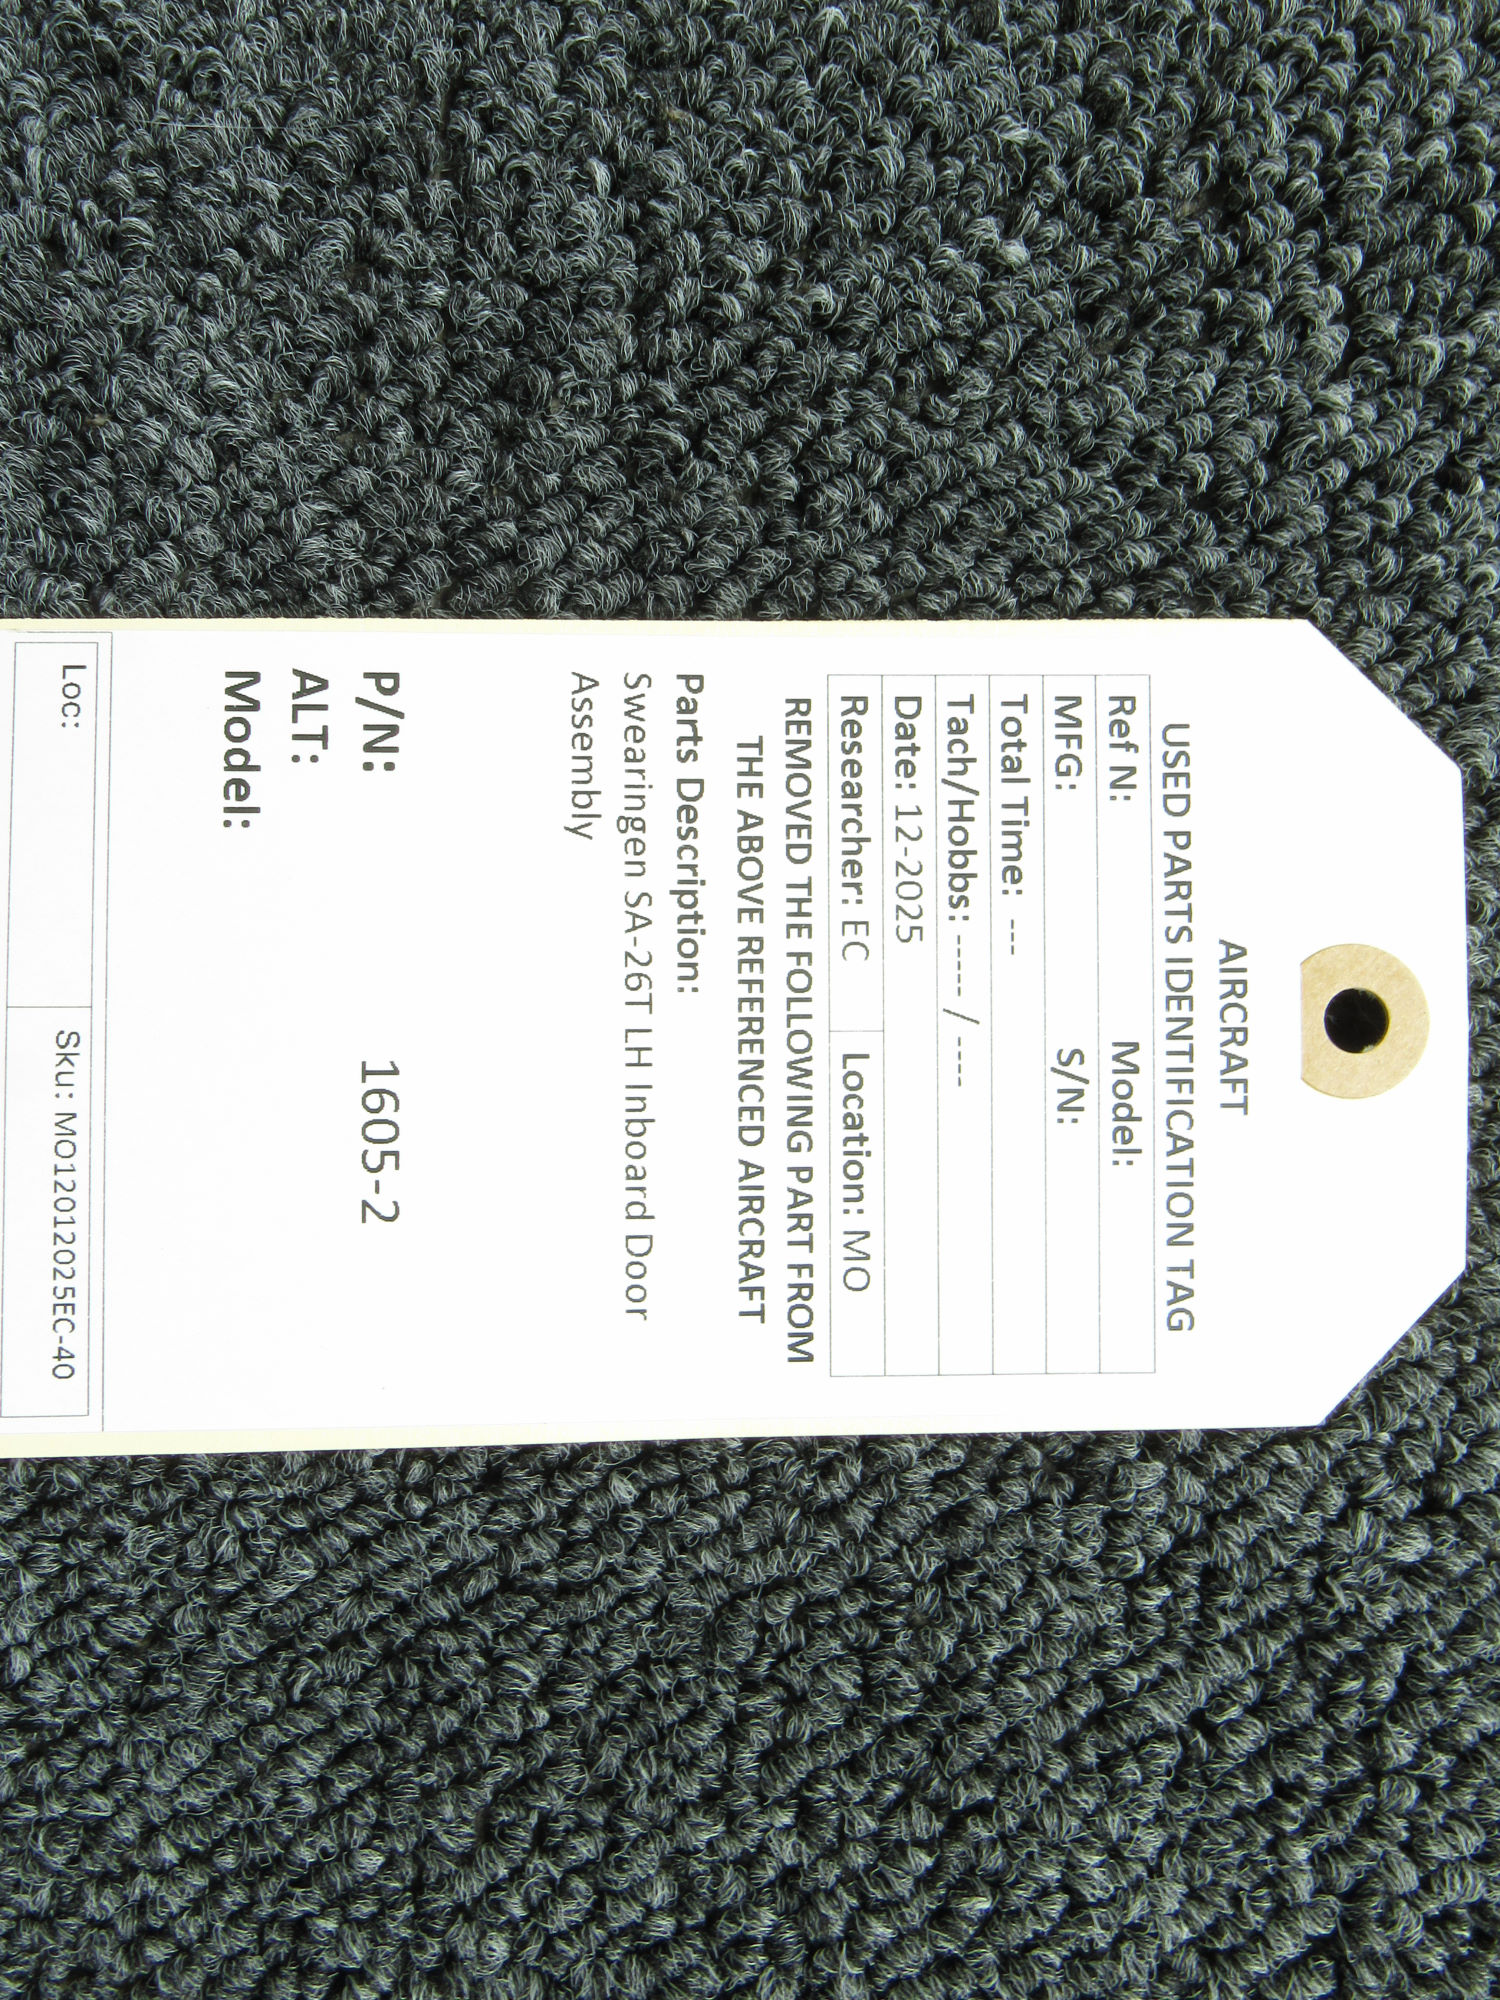 AIRCRAFT
USED PARTS IDENTIFICATION TAG
Ref N: Model:
MFG: S/N:
Total Time: ---
Tach/Hobbs: ----- / ----
Date: 12-2025
Researcher: EC Location: MO
REMOVED THE FOLLOWING PART FROM
THE ABOVE REFERENCED AIRCRAFT
Parts Description:
Swearingen SA-26T LH Inboard Door
Assembly
P/N: 1605-2
ALT:
Model:
Loc: Sku: MO12012025EC-40